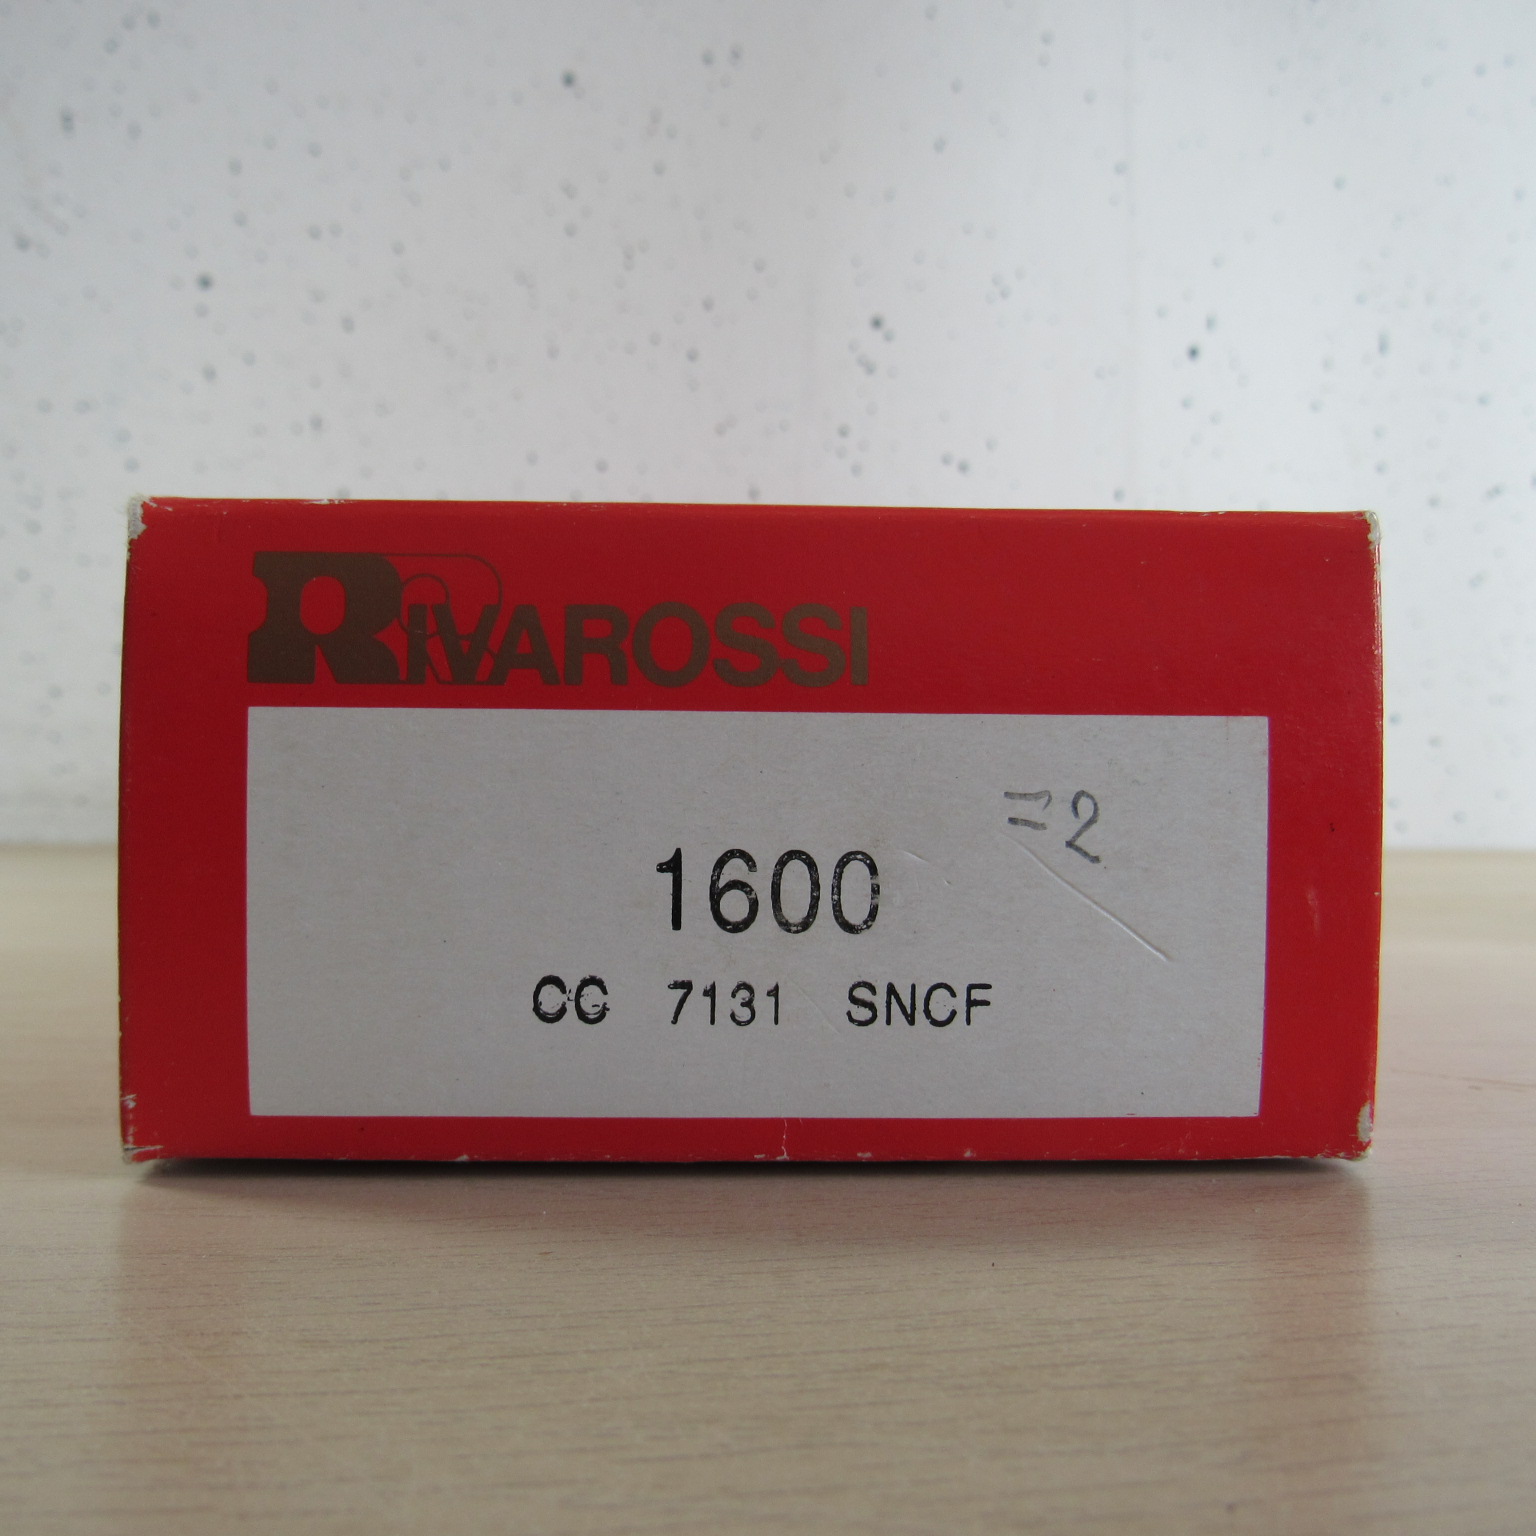 RIVAROSSI
=2
1600
CC 7131 SNCF